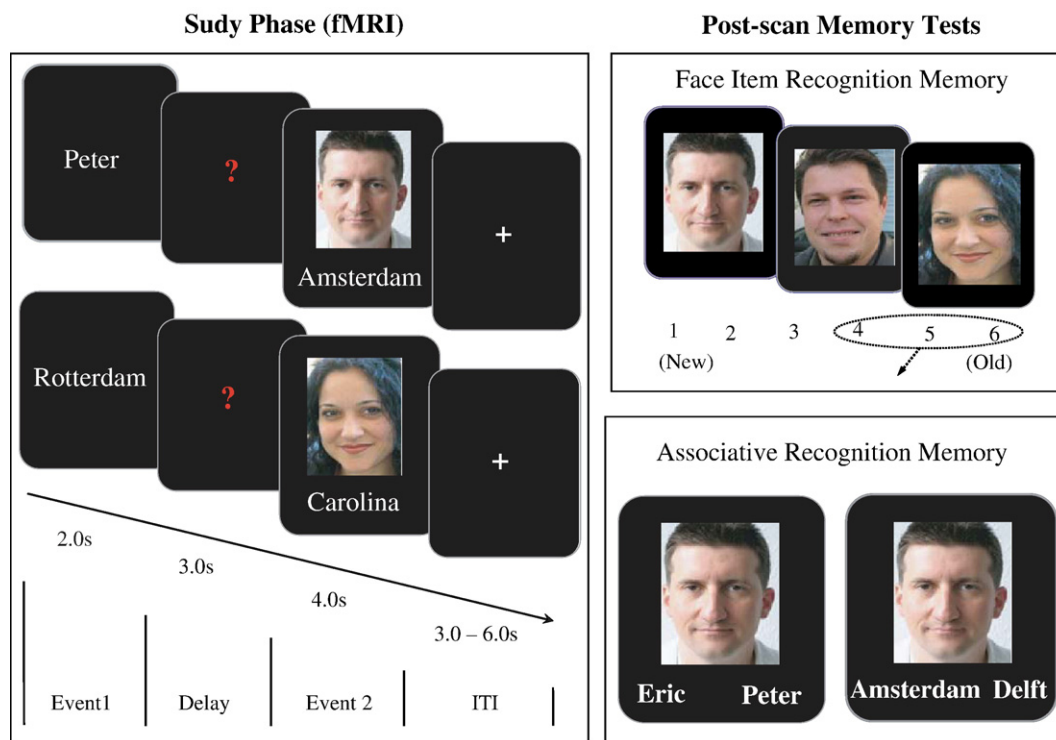 Sudy Phase (fMRI)
Peter
?
Amsterdam
+
Rotterdam
?
Carolina
+
2.0s
3.0s
4.0s
3.0 – 6.0s
Event1 Delay Event 2 ITI
Post-scan Memory Tests
Face Item Recognition Memory
1 2 3 4 5 6
(New) (Old)
Associative Recognition Memory
Eric Peter
Amsterdam Delft